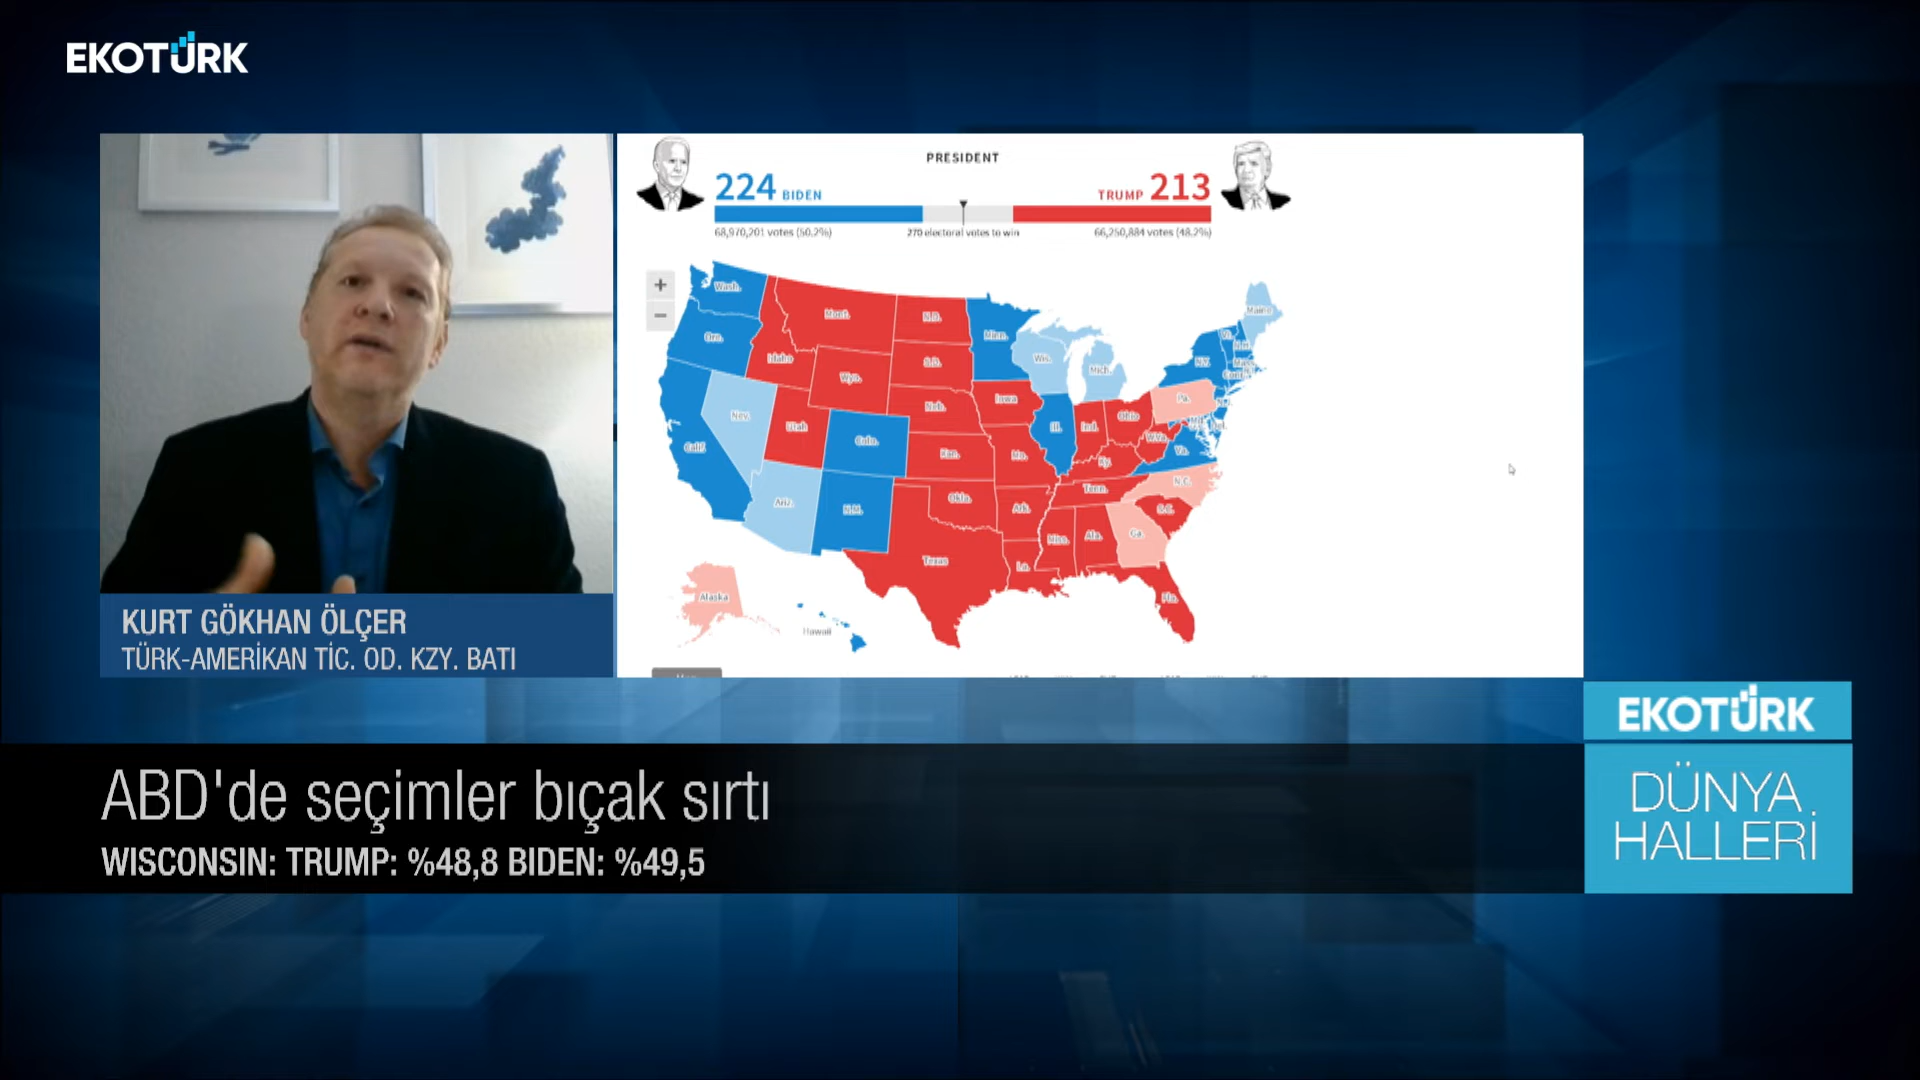 EKOTÜRK
PRESIDENT
224 BIDEN
TRUMP 213
68,970,201 votes (50.2%)
270 electoral votes to win
66,250,884 votes (48.2%)
+
−
Wash.
Mont.
N.D.
Minn.
Maine
Ore.
Idaho
S.D.
Wis.
Mich.
N.Y.
Vt.
N.H.
Mass.
Conn.
Wyo.
Nev.
Utah
Colo.
Neb.
Iowa
Ill.
Ind.
Ohio
Pa.
N.J.
W.Va.
Va.
Calif.
Kan.
Mo.
Ky.
Ariz.
N.M.
Okla.
Ark.
Tenn.
N.C.
S.C.
Texas
La.
Miss.
Ala.
Ga.
Fla.
Alaska
Hawaii
KURT GÖKHAN ÖLÇER
TÜRK-AMERİKAN TİC. OD. KZY. BATI
EKOTÜRK
DÜNYA
HALLERİ
ABD'de seçimler bıçak sırtı
WISCONSIN: TRUMP: %48,8 BIDEN: %49,5